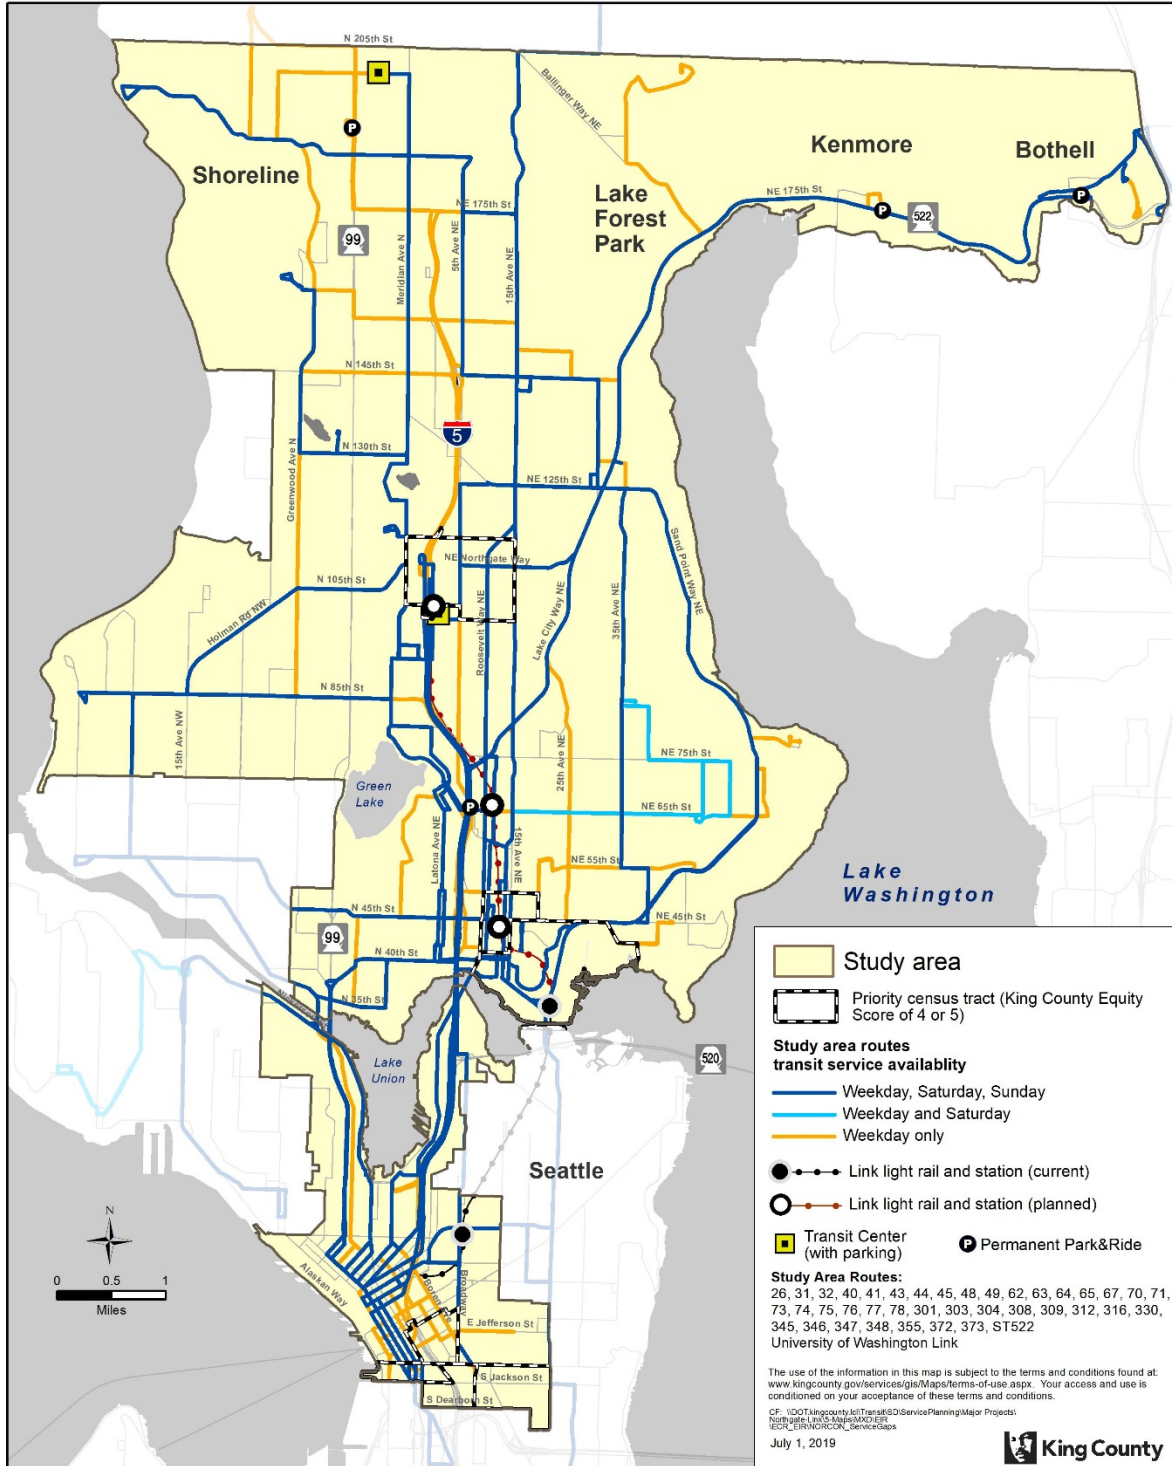 N 205th St
Ballinger Way NE
Shoreline
Kenmore
Bothell
Lake
Forest
Park
NE 175th St
NE 175th St
522
99
Meridian Ave N
5th Ave NE
15th Ave NE
N 145th St
5
N 130th St
Greenwood Ave N
NE 125th St
Sand Point Way NE
NE Northgate Way
N 105th St
Holman Rd NW
Roosevelt Way NE
Lake City Way NE
35th Ave NE
N 85th St
15th Ave NW
25th Ave NE
NE 75th St
Green
Lake
NE 65th St
Latona Ave NE
15th Ave NE
NE 55th St
Lake
Washington
N 45th St
NE 45th St
99
N 40th St
N 35th St
Lake
Union
520
Seattle
N
0 0.5 1
Miles
Alaskan Way
Broadway
E Jefferson St
S Jackson St
S Dearborn St
Study area
Priority census tract (King County Equity
Score of 4 or 5)
Study area routes
transit service availablity
Weekday, Saturday, Sunday
Weekday and Saturday
Weekday only
Link light rail and station (current)
Link light rail and station (planned)
Transit Center
(with parking)
P Permanent Park&Ride
Study Area Routes:
26, 31, 32, 40, 41, 43, 44, 45, 48, 49, 62, 63, 64, 65, 67, 70, 71,
73, 74, 75, 76, 77, 78, 301, 303, 304, 308, 309, 312, 316, 330,
345, 346, 347, 348, 355, 372, 373, ST522
University of Washington Link
The use of the information in this map is subject to the terms and conditions found at:
www.kingcounty.gov/services/gis/Maps/terms-of-use.aspx. Your access and use is
conditioned on your acceptance of these terms and conditions.
July 1, 2019
King County